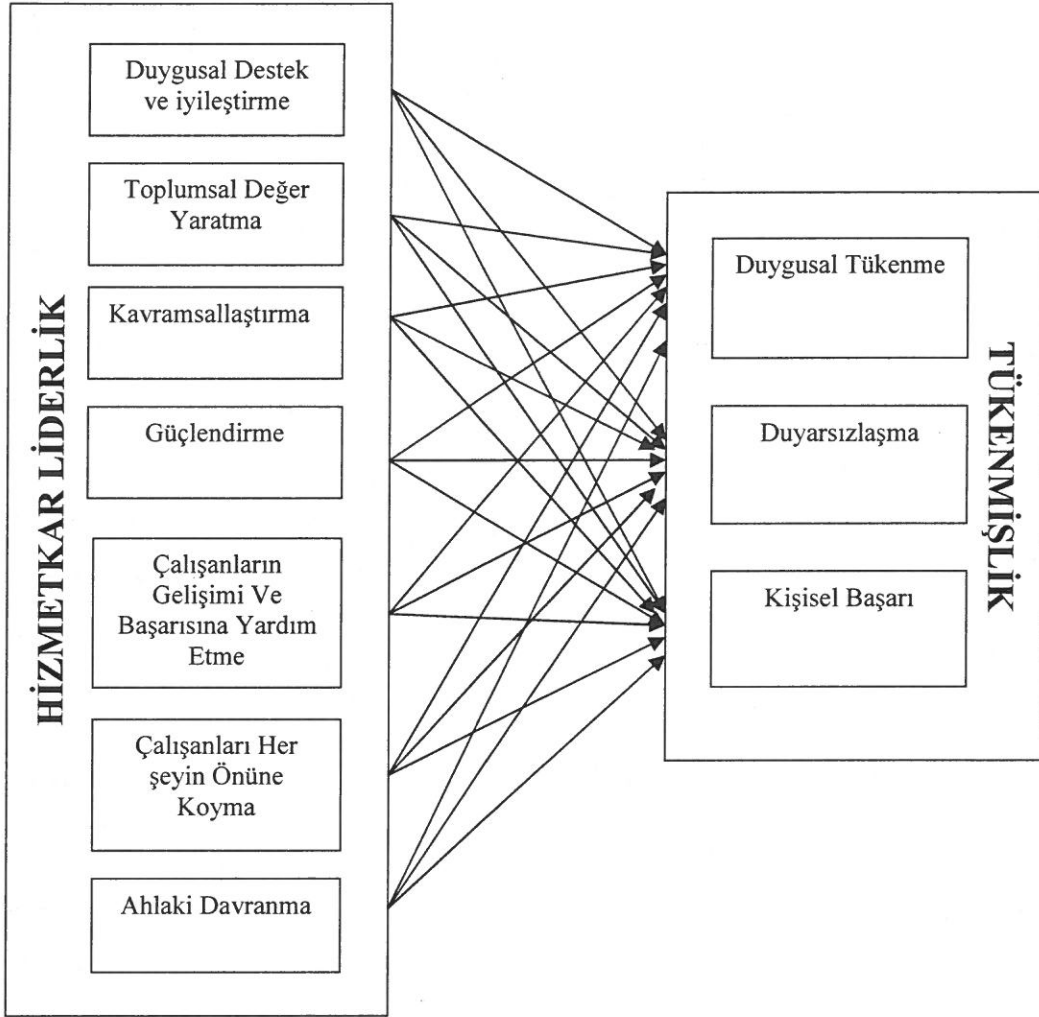 HİZMETKAR LİDERLİK
Duygusal Destek
ve iyileştirme
Toplumsal Değer
Yaratma
Kavramsallaştırma
Güçlendirme
Çalışanların
Gelişimi Ve
Başarısına Yardım
Etme
Çalışanları Her
şeyin Önüne
Koyma
Ahlaki Davranma
Duygusal Tükenme
Duyarsızlaşma
Kişisel Başarı
TÜKENMİŞLİK